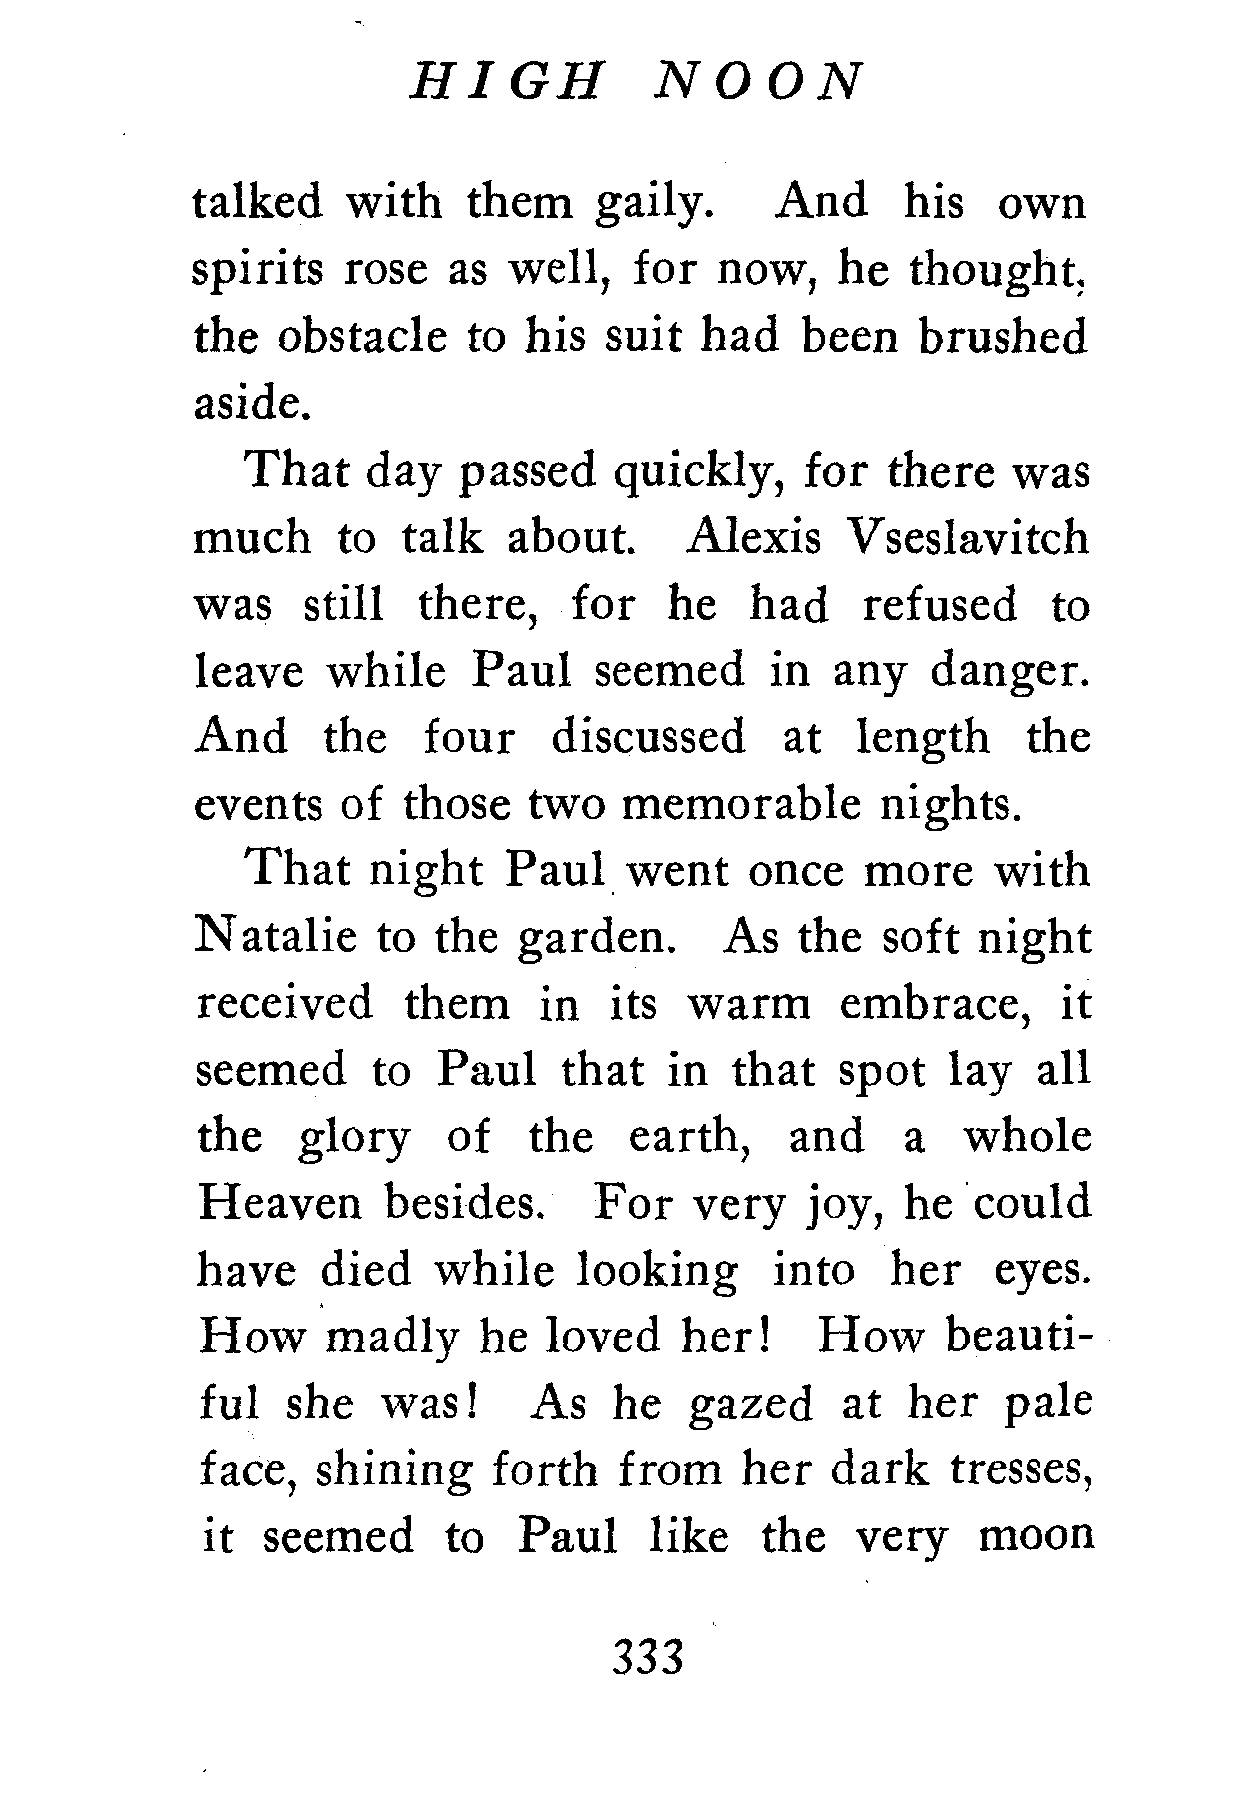 HIGH NOON
talked with them gaily. And his own
spirits rose as well, for now, he thought,
the obstacle to his suit had been brushed
aside.
That day passed quickly, for there was
much to talk about. Alexis Vseslavitch
was still there, for he had refused to
leave while Paul seemed in any danger.
And the four discussed at length the
events of those two memorable nights.
That night Paul went once more with
Natalie to the garden. As the soft night
received them in its warm embrace, it
seemed to Paul that in that spot lay all
the glory of the earth, and a whole
Heaven besides. For very joy, he could
have died while looking into her eyes.
How madly he loved her! How beauti-
ful she was! As he gazed at her pale
face, shining forth from her dark tresses,
it seemed to Paul like the very moon
333